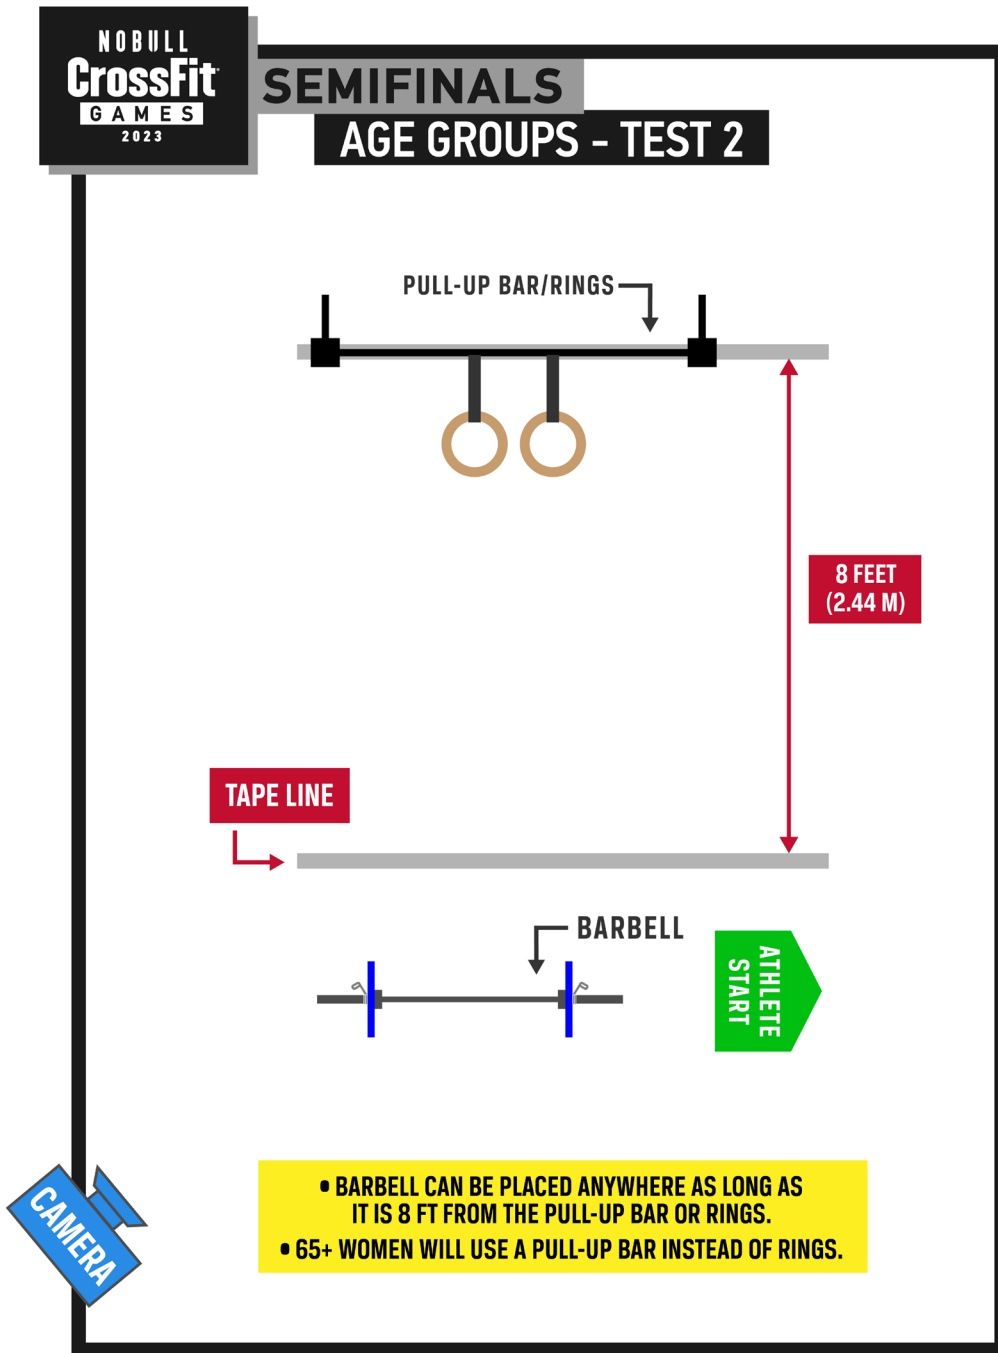 NOBULL
CrossFit
GAMES
2023
SEMIFINALS
AGE GROUPS - TEST 2
PULL-UP BAR/RINGS
8 FEET
(2.44 M)
TAPE LINE
BARBELL
ATHLETE
START
CAMERA
• BARBELL CAN BE PLACED ANYWHERE AS LONG AS
IT IS 8 FT FROM THE PULL-UP BAR OR RINGS.
• 65+ WOMEN WILL USE A PULL-UP BAR INSTEAD OF RINGS.